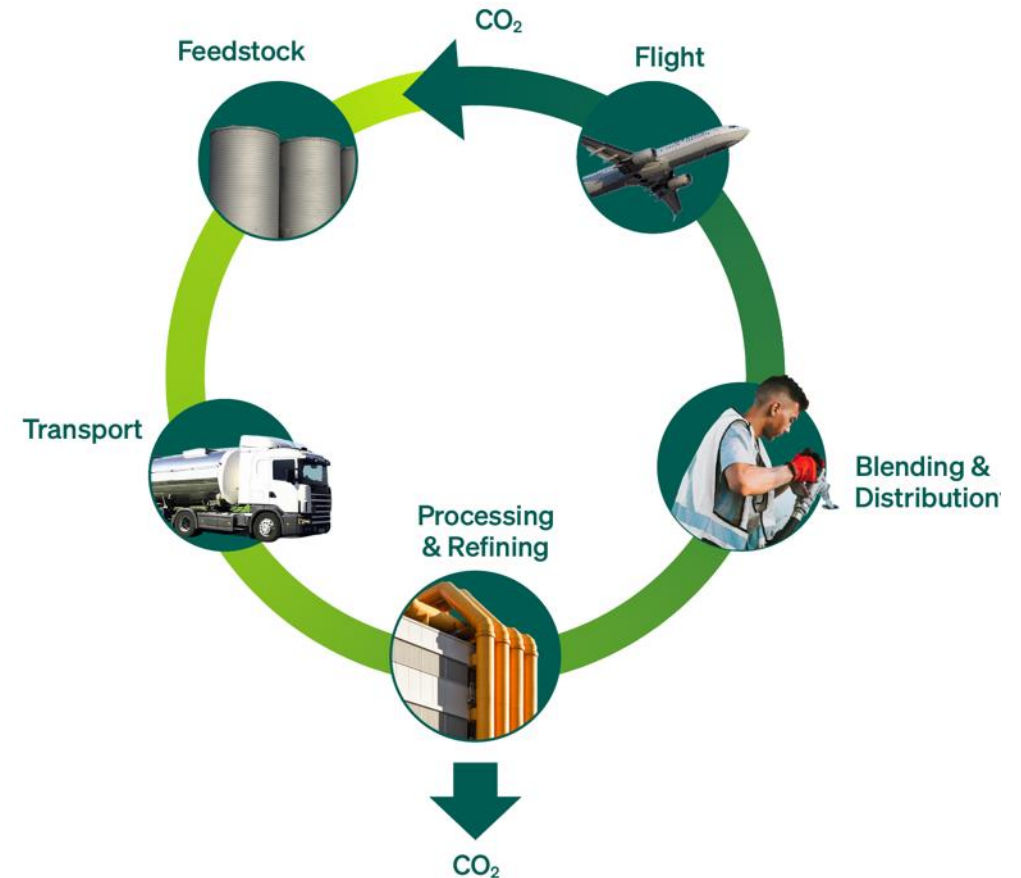 CO₂
Feedstock
Flight
Transport
Processing
& Refining
Blending &
Distribution
CO₂